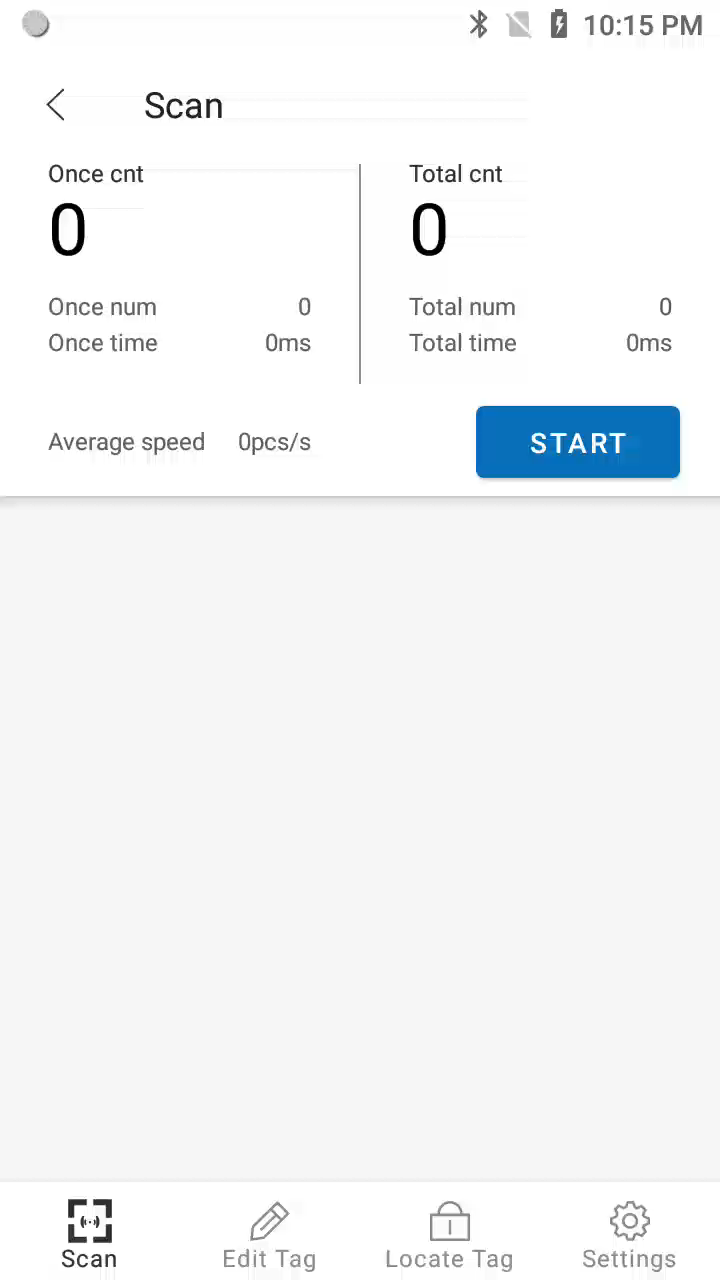 10:15 PM
Scan
Once cnt
0
Once num 0
Once time 0ms
Total cnt
0
Total num 0
Total time 0ms
Average speed 0pcs/s
START
Scan
Edit Tag
Locate Tag
Settings